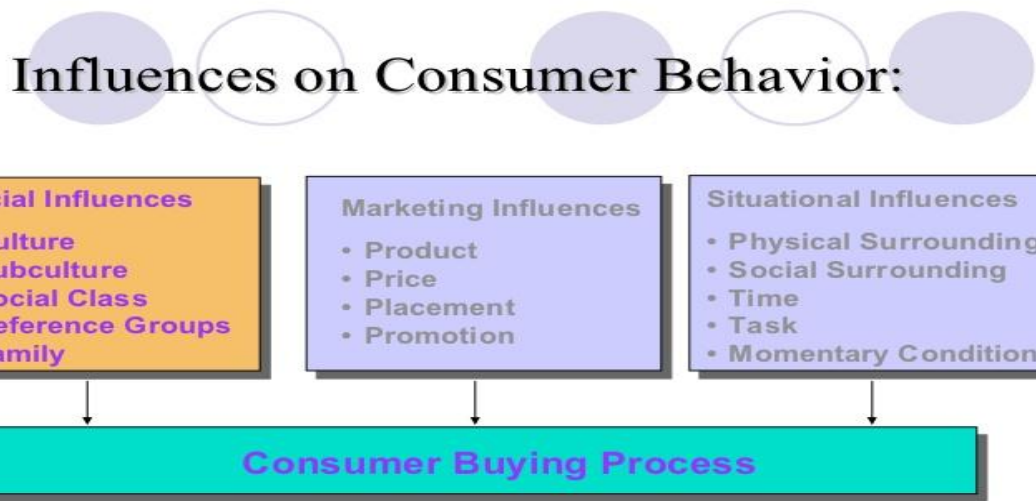 Influences on Consumer Behavior:
cial Influences
ulture
ubculture
ocial Class
eference Groups
amily
Marketing Influences
• Product
• Price
• Placement
• Promotion
Situational Influences
• Physical Surrounding
• Social Surrounding
• Time
• Task
• Momentary Condition
Consumer Buying Process